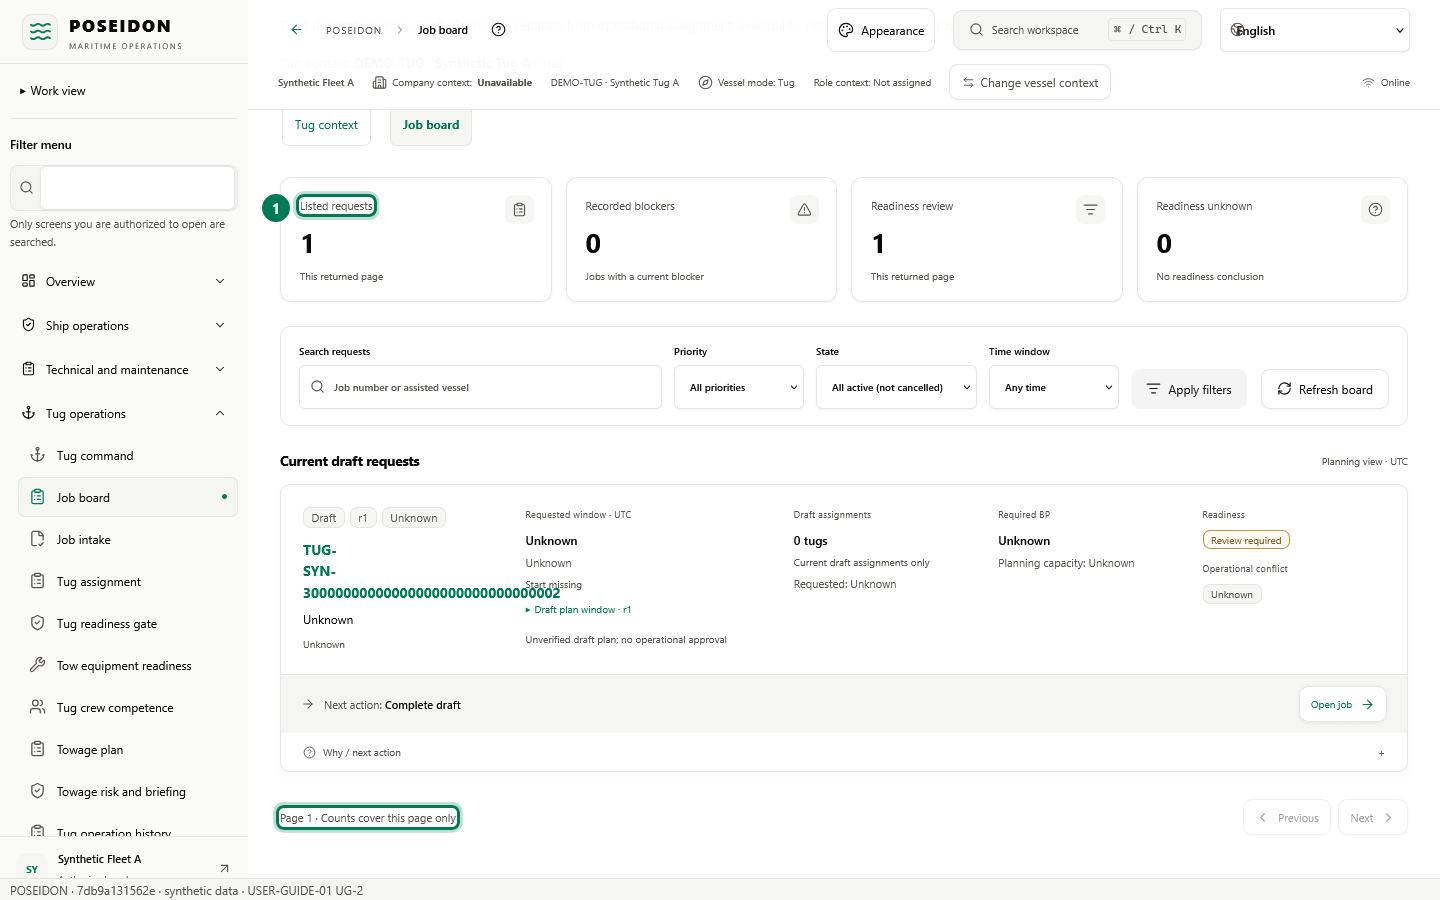 POSEIDON
MARITIME OPERATIONS
Work view
Filter menu
Only screens you are authorized to open are
searched.
Overview
Ship operations
Technical and maintenance
Tug operations
Tug command
Job board
Job intake
Tug assignment
Tug readiness gate
Tow equipment readiness
Tug crew competence
Towage plan
Towage risk and briefing
Tug operation history
SY
Synthetic Fleet A
POSEIDON
Job board
Appearance
Search workspace
⌘ / Ctrl K
English
Synthetic Fleet A
Company context: Unavailable
DEMO-TUG · Synthetic Tug A
Vessel mode: Tug
Role context: Not assigned
Change vessel context
Online
Tug context
Job board
1
Listed requests
1
This returned page
Recorded blockers
0
Jobs with a current blocker
Readiness review
1
This returned page
Readiness unknown
0
No readiness conclusion
Search requests
Job number or assisted vessel
Priority
All priorities
State
All active (not cancelled)
Time window
Any time
Apply filters
Refresh board
Current draft requests
Planning view · UTC
Draft
r1
Unknown
TUG-
SYN-
Unknown
Unknown
Requested window · UTC
Unknown
Unknown
Start missing
Draft plan window · r1
Unverified draft plan; no operational approval
Draft assignments
0 tugs
Current draft assignments only
Requested: Unknown
Required BP
Unknown
Planning capacity: Unknown
Readiness
Review required
Operational conflict
Unknown
Next action: Complete draft
Open job
Why / next action
+
Page 1 · Counts cover this page only
Previous
Next
POSEIDON · 7db9a131562e · synthetic data · USER-GUIDE-01 UG-2